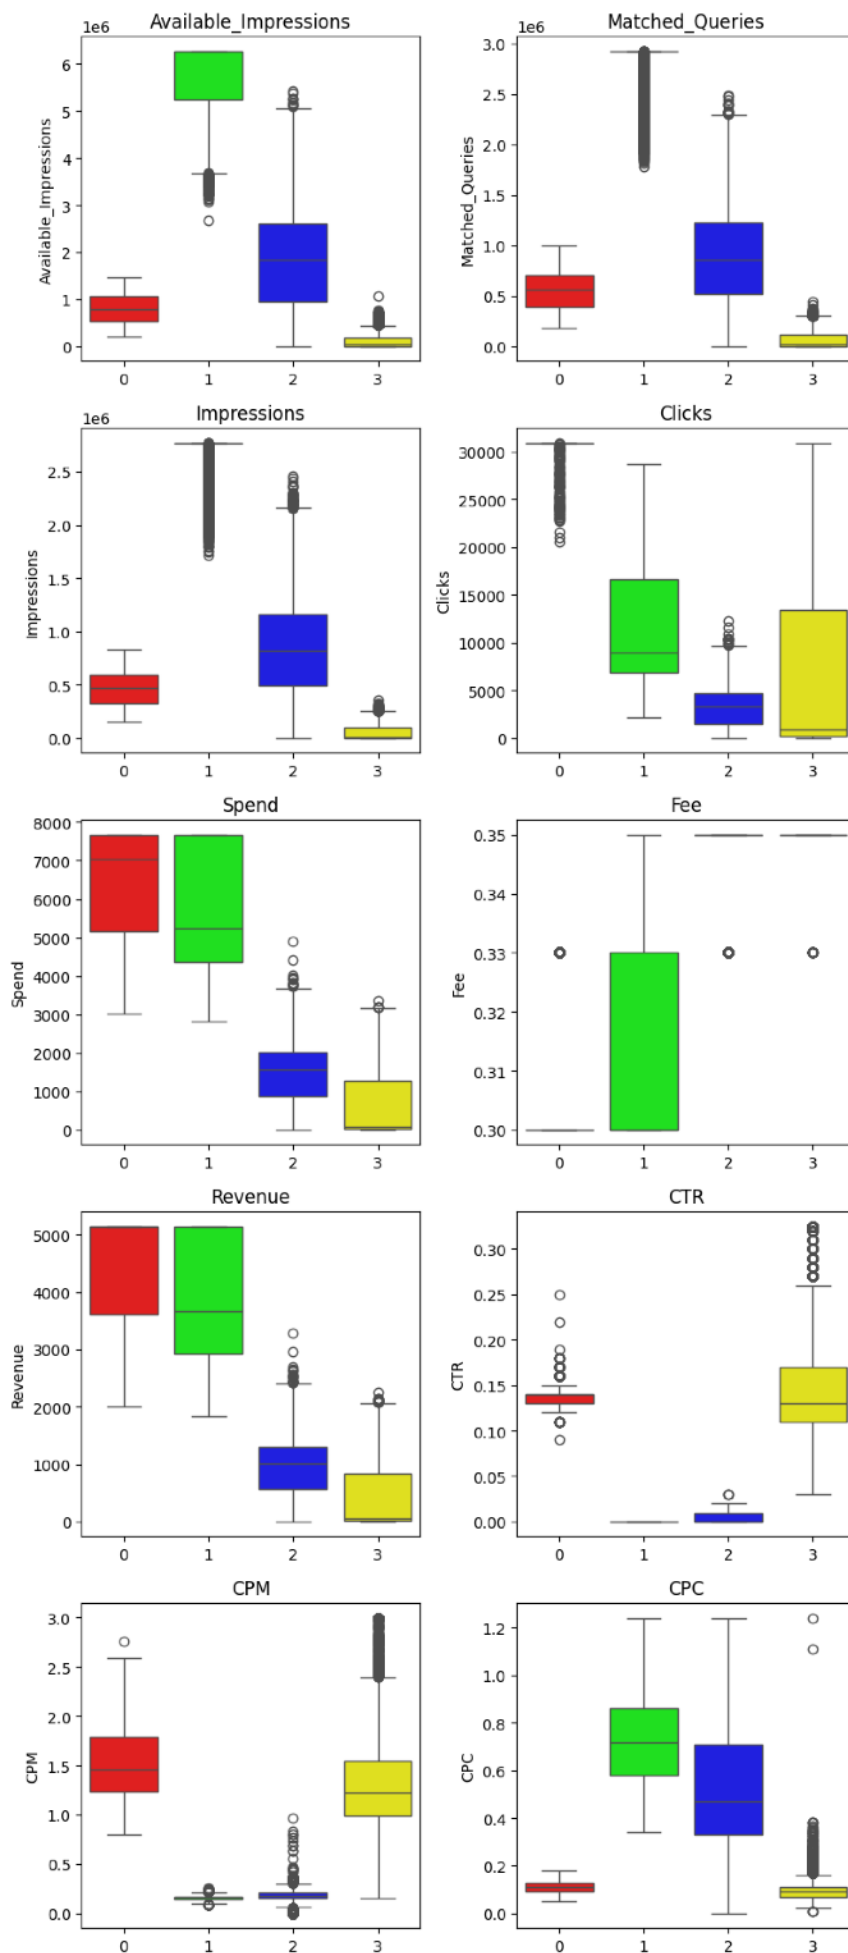 Available_Impressions
1e6
Available_Impressions
6
5
4
3
2
1
0
0 1 2 3
Matched_Queries
1e6
Matched_Queries
3.0
2.5
2.0
1.5
1.0
0.5
0.0
0 1 2 3
Impressions
1e6
Impressions
2.5
2.0
1.5
1.0
0.5
0.0
0 1 2 3
Clicks
Clicks
30000
25000
20000
15000
10000
5000
0
0 1 2 3
Spend
Spend
8000
7000
6000
5000
4000
3000
2000
1000
0
0 1 2 3
Fee
Fee
0.35
0.34
0.33
0.32
0.31
0.30
0 1 2 3
Revenue
Revenue
5000
4000
3000
2000
1000
0
0 1 2 3
CTR
CTR
0.30
0.25
0.20
0.15
0.10
0.05
0.00
0 1 2 3
CPM
CPM
3.0
2.5
2.0
1.5
1.0
0.5
0.0
0 1 2 3
CPC
CPC
1.2
1.0
0.8
0.6
0.4
0.2
0.0
0 1 2 3